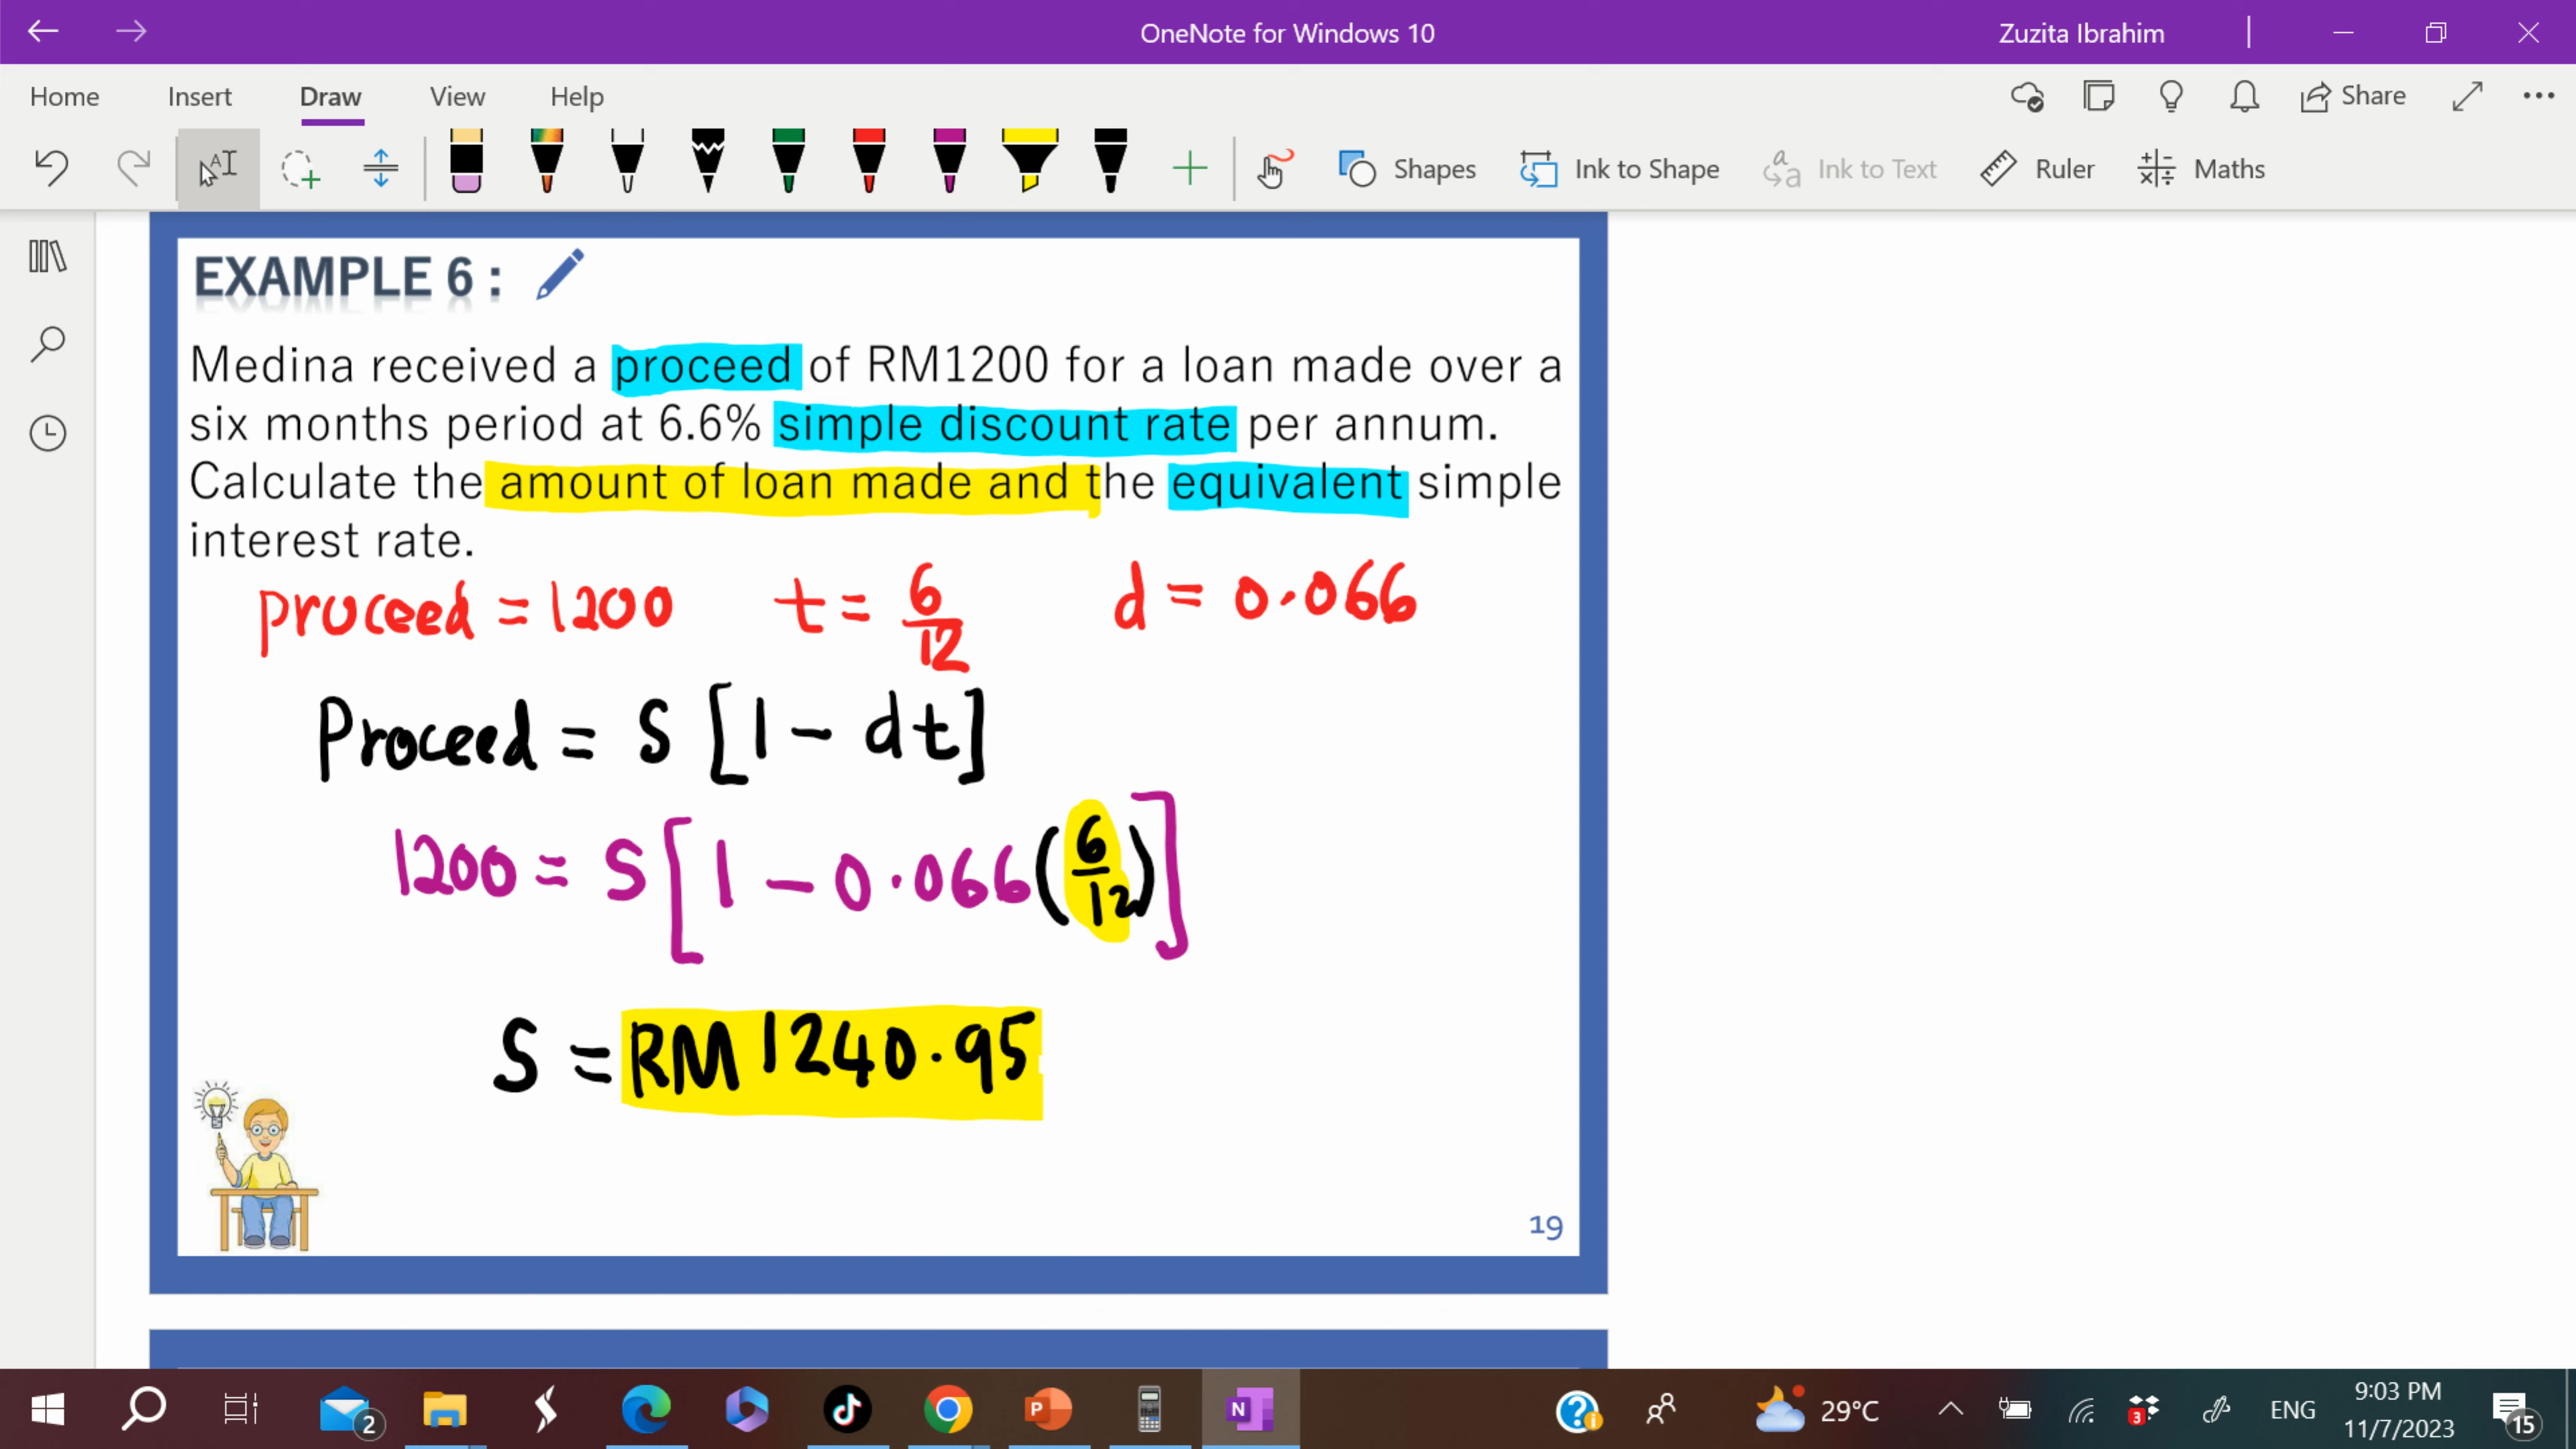 OneNote for Windows 10
Zuzita Ibrahim
Home Insert Draw View Help
Share
Shapes Ink to Shape Ink to Text Ruler Maths
EXAMPLE 6 :
Medina received a proceed of RM1200 for a loan made over a
six months period at 6.6% simple discount rate per annum.
Calculate the amount of loan made and the equivalent simple
interest rate.
proceed = 1200 t = 6/12 d = 0.066
Proceed = S [1 - dt]
1200 = S [1 - 0.066 (6/12)]
S = RM 1240.95
19
2
P
N
29°C
3
ENG
9:03 PM
11/7/2023
15